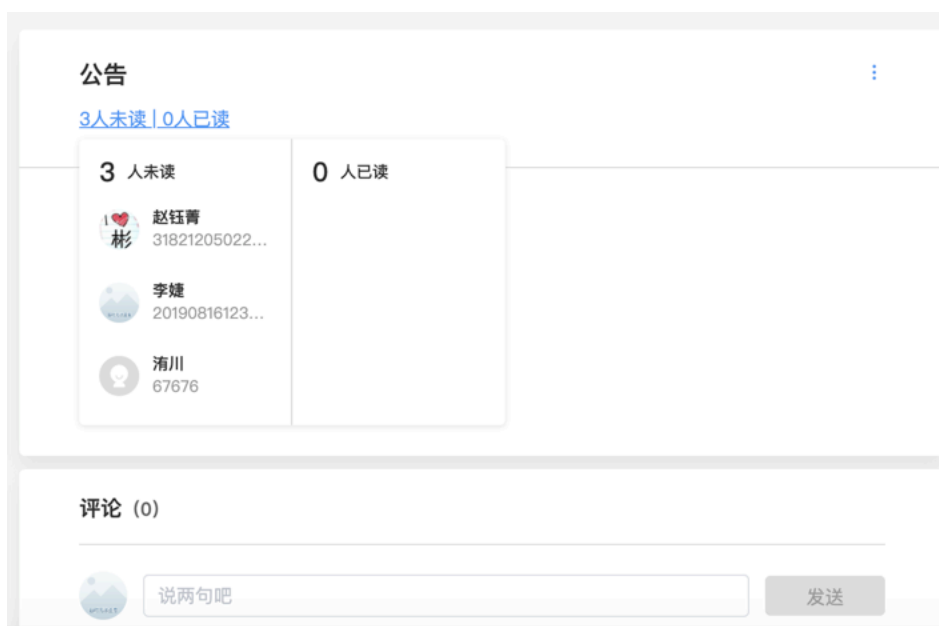 公告
3人未读 | 0人已读
3 人未读
0 人已读
I
彬
赵钰菁
31821205022...
李婕
20190816123...
洧川
67676
评论 (0)
说两句吧
发送